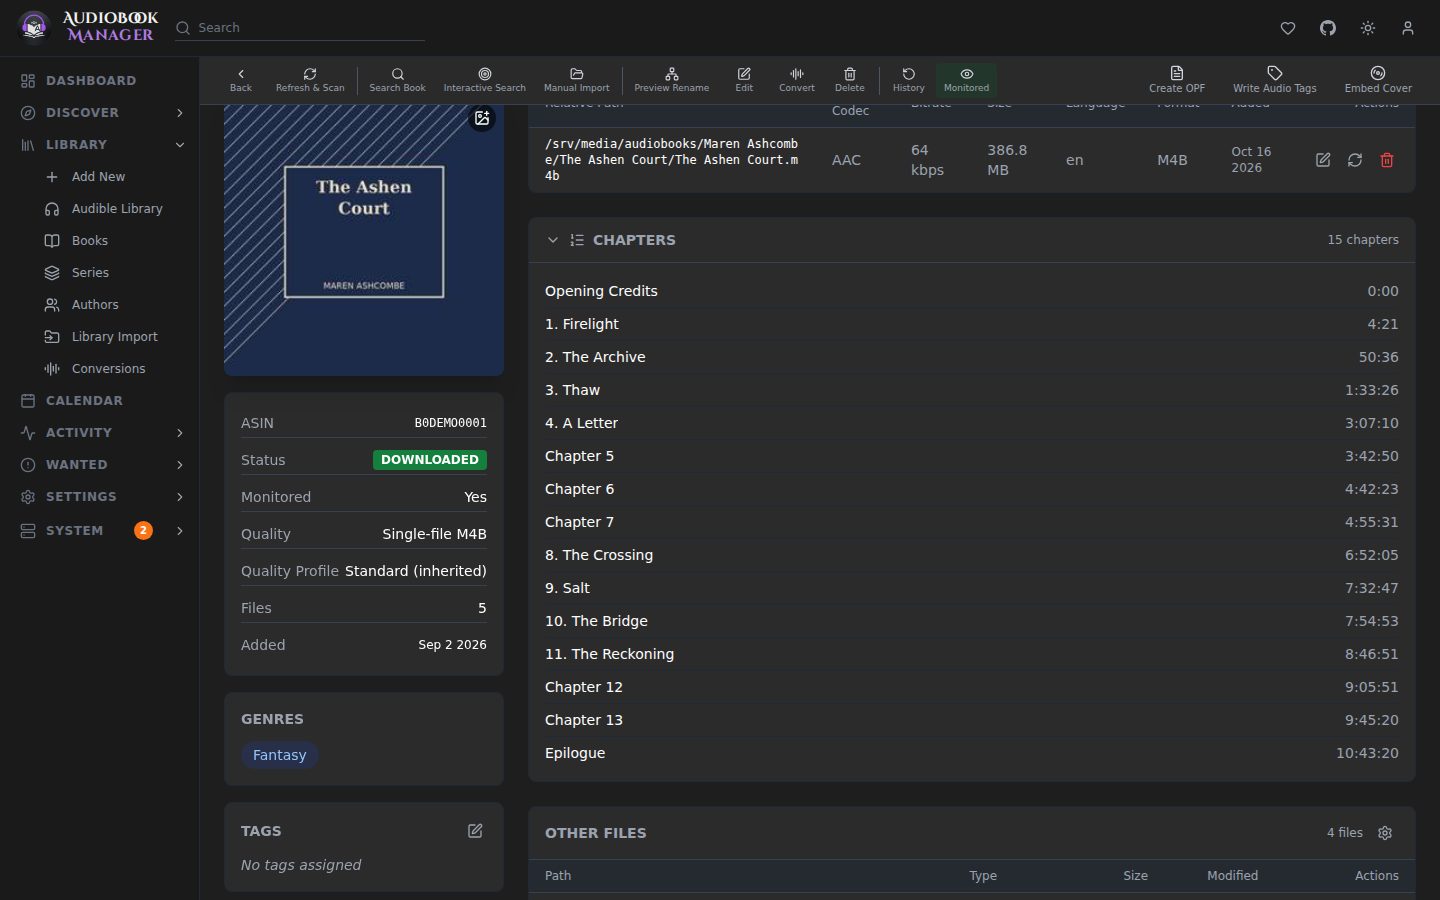 AUDIOBOOK
MANAGER
Search
DASHBOARD
DISCOVER
LIBRARY
Add New
Audible Library
Books
Series
Authors
Library Import
Conversions
CALENDAR
ACTIVITY
WANTED
SETTINGS
SYSTEM 2
Back Refresh & Scan Search Book Interactive Search Manual Import Preview Rename Edit Convert Delete History Monitored Create OPF Write Audio Tags Embed Cover
The Ashen
Court
MAREN ASHCOMBE
ASIN B0DEMO0001
Status DOWNLOADED
Monitored Yes
Quality Single-file M4B
Quality Profile Standard (inherited)
Files 5
Added Sep 2 2026
GENRES
Fantasy
TAGS
No tags assigned
Relative Path Codec Bitrate Size Language Format Added Actions
/srv/media/audiobooks/Maren Ashcomb
e/The Ashen Court/The Ashen Court.m
4b
AAC
64
kbps
386.8
MB
en
M4B
Oct 16
2026
CHAPTERS 15 chapters
Opening Credits 0:00
1. Firelight 4:21
2. The Archive 50:36
3. Thaw 1:33:26
4. A Letter 3:07:10
Chapter 5 3:42:50
Chapter 6 4:42:23
Chapter 7 4:55:31
8. The Crossing 6:52:05
9. Salt 7:32:47
10. The Bridge 7:54:53
11. The Reckoning 8:46:51
Chapter 12 9:05:51
Chapter 13 9:45:20
Epilogue 10:43:20
OTHER FILES 4 files
Path Type Size Modified Actions